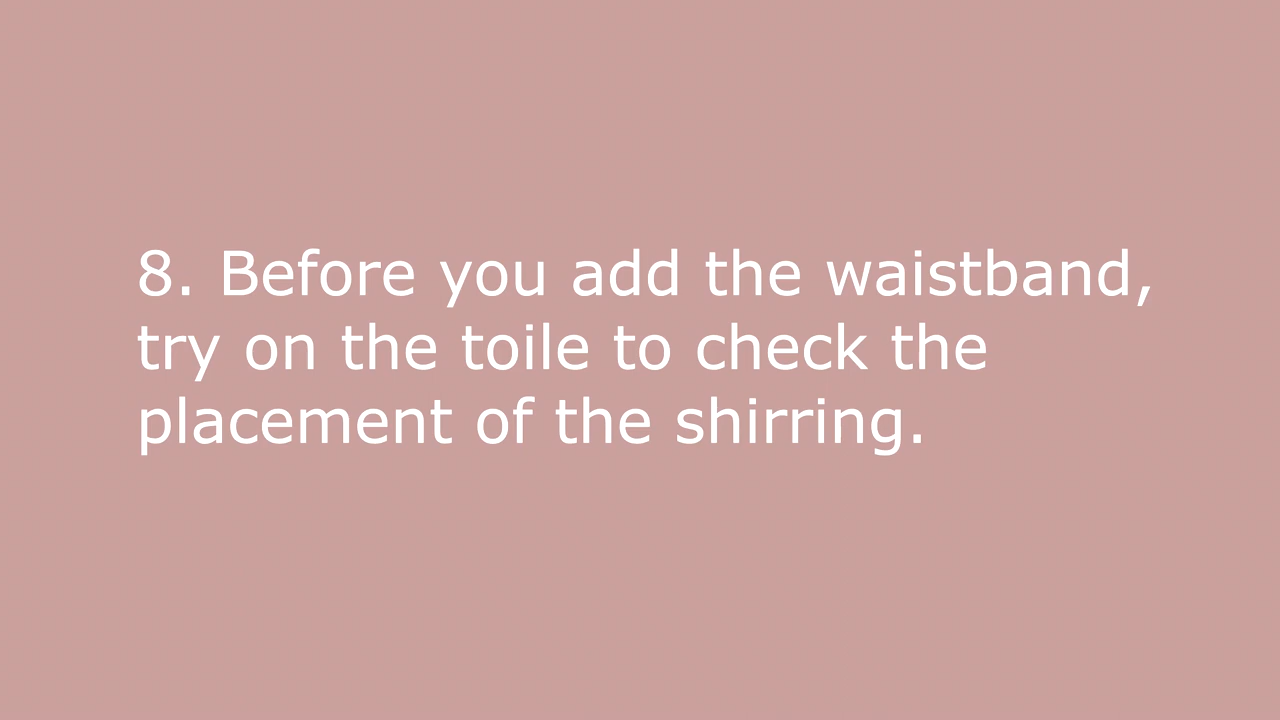 8. Before you add the waistband,
try on the toile to check the
placement of the shirring.